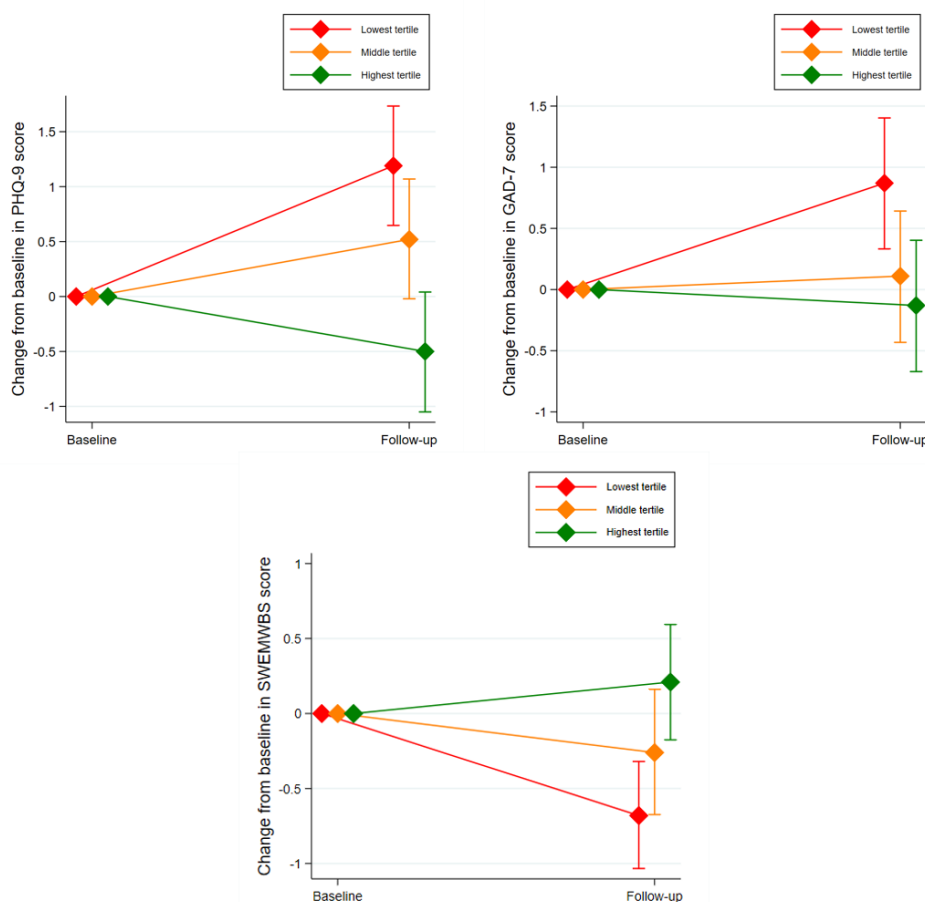 Lowest tertile
Middle tertile
Highest tertile
Change from baseline in PHQ-9 score
1.5
1
0.5
0
-0.5
-1
Baseline
Follow-up
Lowest tertile
Middle tertile
Highest tertile
Change from baseline in GAD-7 score
1.5
1
0.5
0
-0.5
-1
Baseline
Follow-up
Lowest tertile
Middle tertile
Highest tertile
Change from baseline in SWEMWBS score
1
0.5
0
-0.5
-1
Baseline
Follow-up